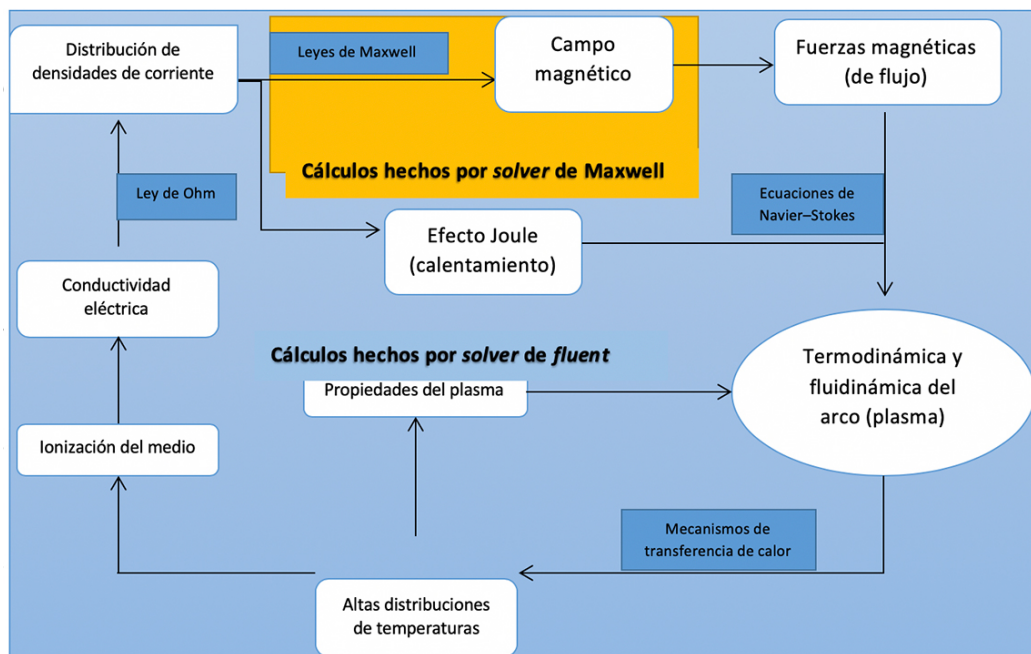 Distribución de
densidades de corriente
Leyes de Maxwell
Campo
magnético
Fuerzas magnéticas
(de flujo)
Cálculos hechos por solver de Maxwell
Ley de Ohm
Ecuaciones de
Navier–Stokes
Efecto Joule
(calentamiento)
Conductividad
eléctrica
Cálculos hechos por solver de fluent
Propiedades del plasma
Termodinámica y
fluidinámica del
arco (plasma)
Ionización del medio
Mecanismos de
transferencia de calor
Altas distribuciones
de temperaturas